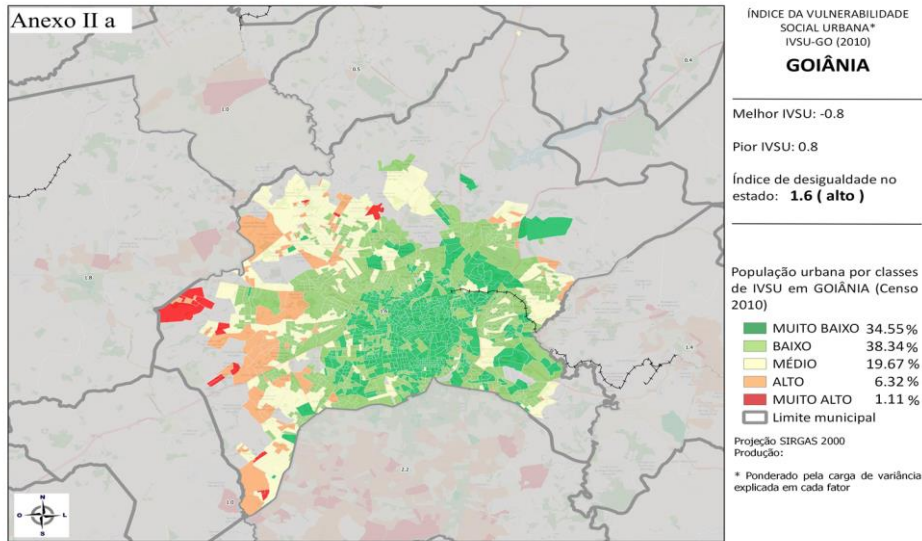 Anexo II a
ÍNDICE DA VULNERABILIDADE
SOCIAL URBANA*
IVSU-GO (2010)
GOIÂNIA
Melhor IVSU: -0.8
Pior IVSU: 0.8
Índice de desigualdade no
estado: 1.6 ( alto )
População urbana por classes
de IVSU em GOIÂNIA (Censo
2010)
MUITO BAIXO 34.55%
BAIXO 38.34%
MÉDIO 19.67 %
ALTO 6.32 %
MUITO ALTO 1.11 %
Limite municipal
Projeção SIRGAS 2000
Produção:
* Ponderado pela carga de variância
explicada em cada fator
N
O L
S